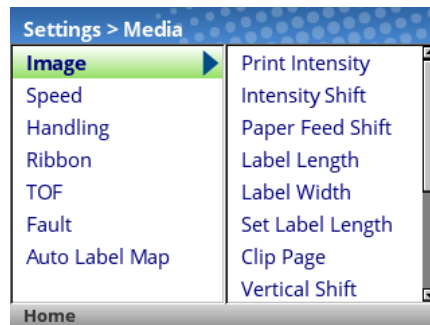 Settings > Media
Image
Speed
Handling
Ribbon
TOF
Fault
Auto Label Map
Print Intensity
Intensity Shift
Paper Feed Shift
Label Length
Label Width
Set Label Length
Clip Page
Vertical Shift
Home